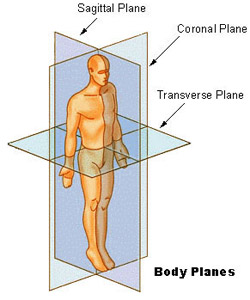 Sagittal Plane
Coronal Plane
Transverse Plane
Body Planes